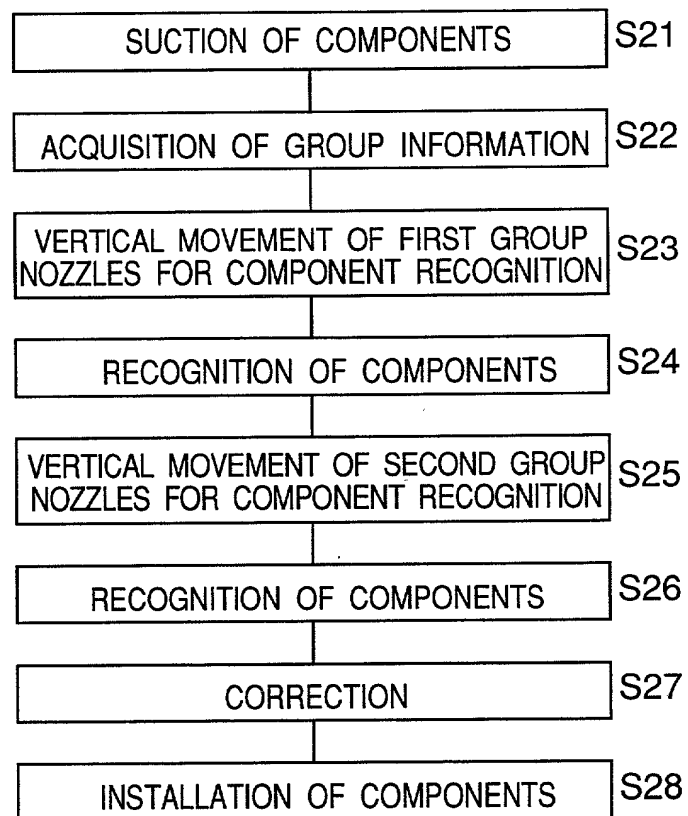 SUCTION OF COMPONENTS S21
ACQUISITION OF GROUP INFORMATION S22
VERTICAL MOVEMENT OF FIRST GROUP
NOZZLES FOR COMPONENT RECOGNITION S23
RECOGNITION OF COMPONENTS S24
VERTICAL MOVEMENT OF SECOND GROUP
NOZZLES FOR COMPONENT RECOGNITION S25
RECOGNITION OF COMPONENTS S26
CORRECTION S27
INSTALLATION OF COMPONENTS S28